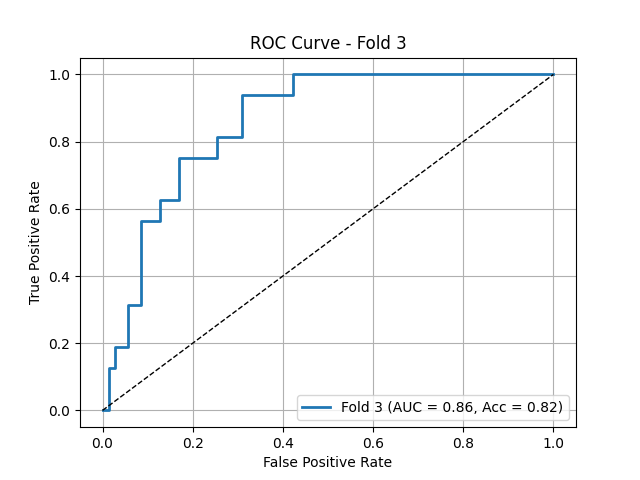 ROC Curve - Fold 3
True Positive Rate
1.0
0.8
0.6
0.4
0.2
0.0
Fold 3 (AUC = 0.86, Acc = 0.82)
0.0 0.2 0.4 0.6 0.8 1.0
False Positive Rate